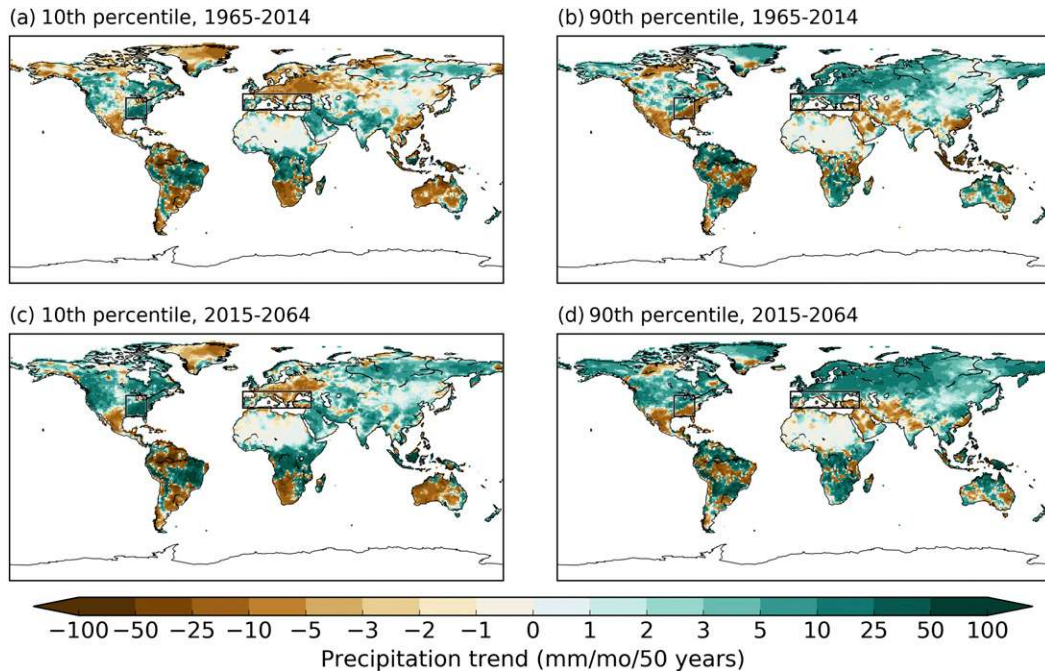 (a) 10th percentile, 1965-2014
(b) 90th percentile, 1965-2014
(c) 10th percentile, 2015-2064
(d) 90th percentile, 2015-2064
−100 −50 −25 −10 −5 −3 −2 −1 0 1 2 3 5 10 25 50 100
Precipitation trend (mm/mo/50 years)